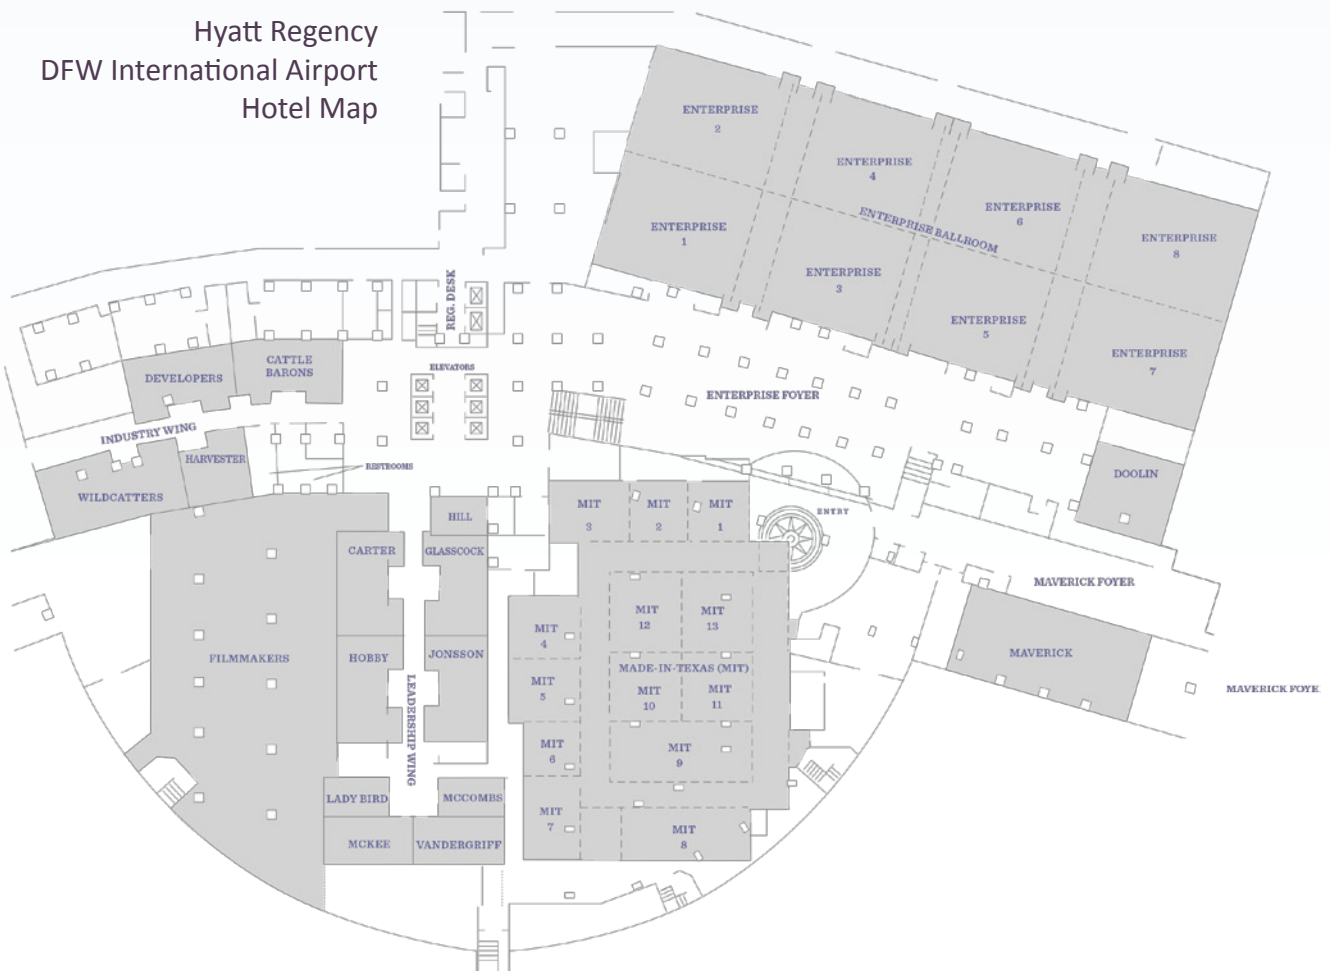 Hyatt Regency
DFW International Airport
Hotel Map
ENTERPRISE
2
ENTERPRISE
4
ENTERPRISE
6
ENTERPRISE
8
ENTERPRISE BALLROOM
ENTERPRISE
1
ENTERPRISE
3
ENTERPRISE
5
ENTERPRISE
7
REG. DESK
ELEVATORS
ENTERPRISE FOYER
CATTLE
BARONS
DEVELOPERS
INDUSTRY WING
HARVESTER
WILDCATTERS
RESTROOMS
DOOLIN
ENTRY
MAVERICK FOYER
MAVERICK
MAVERICK FOYE
HILL
CARTER
GLASSCOCK
FILMMAKERS
HOBBY
JONSSON
LEADERSHIP WING
LADY BIRD
MCCOMBS
MCKEE
VANDERGRIFF
MIT
3
MIT
2
MIT
1
MIT
12
MIT
13
MIT
4
MADE-IN-TEXAS (MIT)
MIT
5
MIT
10
MIT
11
MIT
6
MIT
9
MIT
7
MIT
8